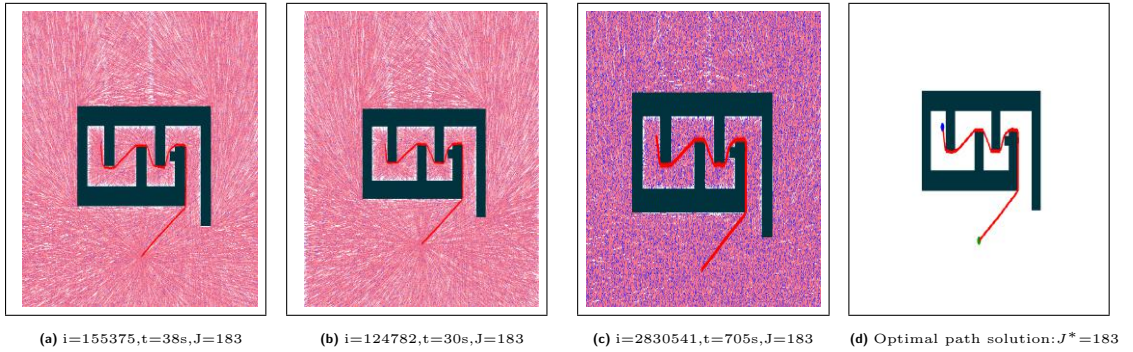 (a) i=155375,t=38s,J=183
(b) i=124782,t=30s,J=183
(c) i=2830541,t=705s,J=183
(d) Optimal path solution:J*=183